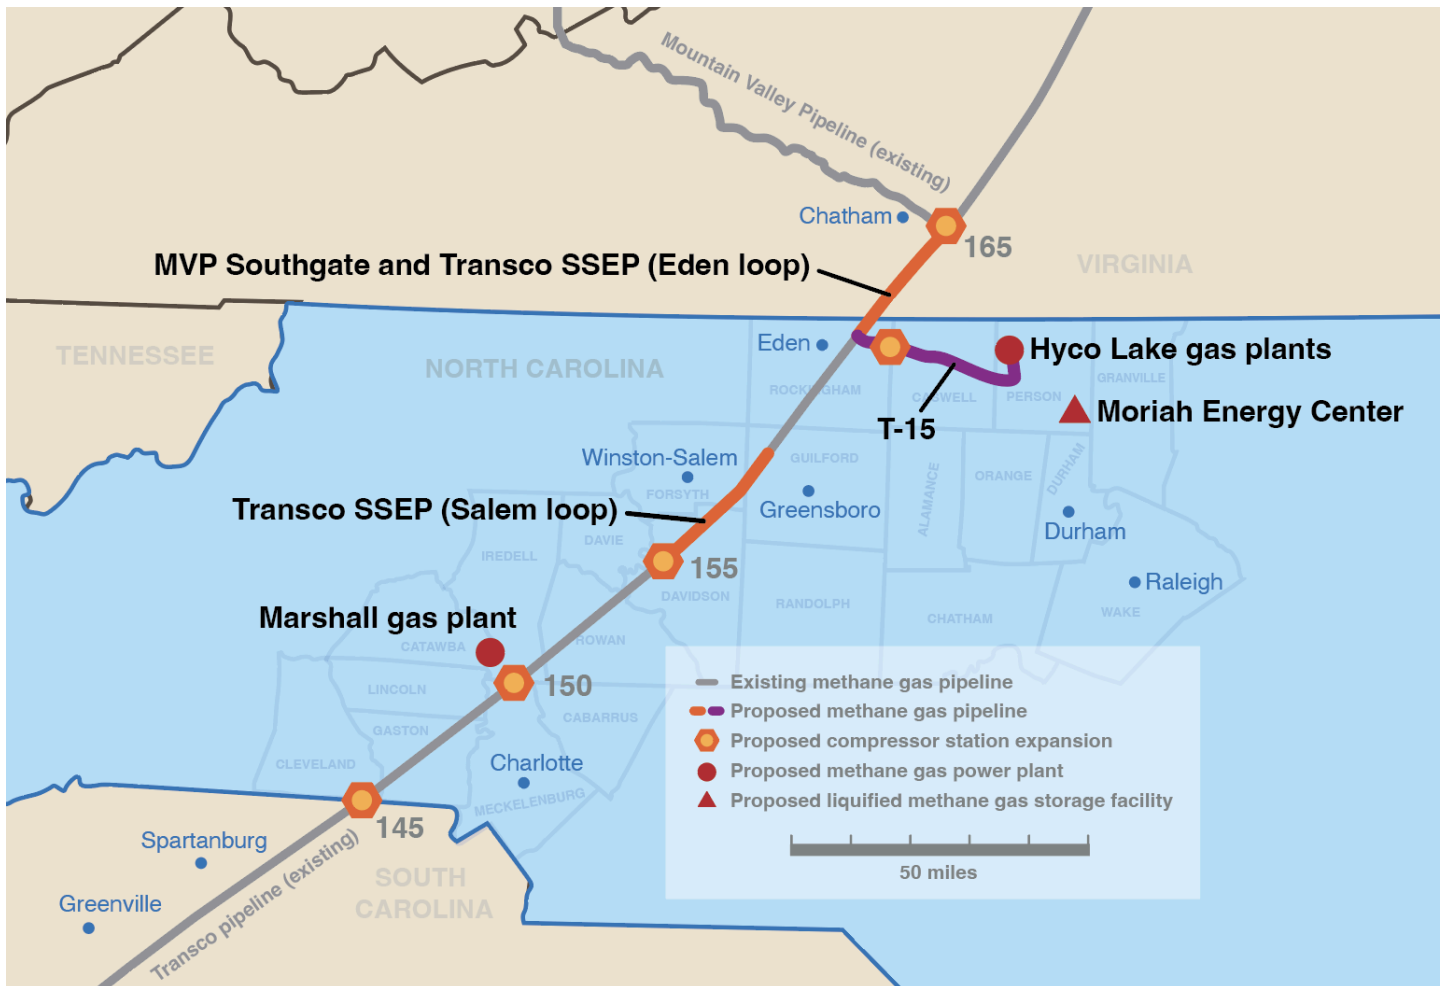 Mountain Valley Pipeline (existing)
Chatham
165
MVP Southgate and Transco SSEP (Eden loop)
VIRGINIA
TENNESSEE
NORTH CAROLINA
Eden
Hyco Lake gas plants
ROCKINGHAM
CASWELL
PERSON
GRANVILLE
T-15
Moriah Energy Center
Winston-Salem
FORSYTH
GUILFORD
Greensboro
ALAMANCE
ORANGE
DURHAM
Durham
Transco SSEP (Salem loop)
IREDELL
DAVIE
155
DAVIDSON
RANDOLPH
CHATHAM
Raleigh
WAKE
Marshall gas plant
CATAWBA
ROWAN
150
LINCOLN
GASTON
CABARRUS
CLEVELAND
Charlotte
MECKLENBURG
145
Spartanburg
Greenville
Transco pipeline (existing)
SOUTH
CAROLINA
Existing methane gas pipeline
Proposed methane gas pipeline
Proposed compressor station expansion
Proposed methane gas power plant
Proposed liquified methane gas storage facility
50 miles